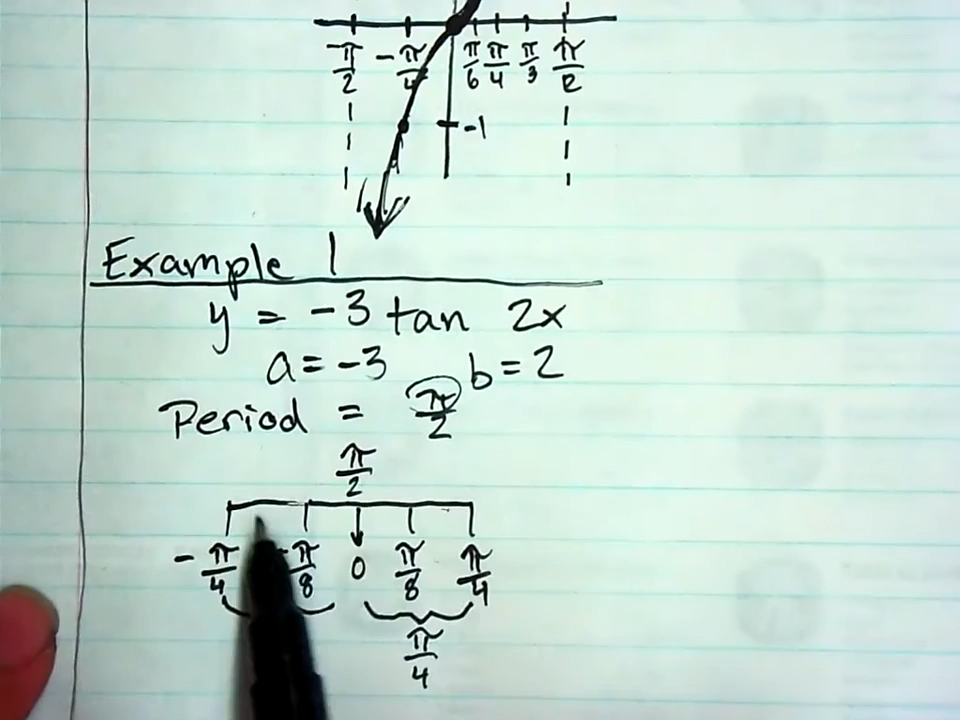 -π/2 -π/4 π/6 π/4 π/3 π/2
-1
Example 1
y = -3 tan 2x
a = -3 b = 2
Period = π/2
π/2
-π/4 -π/8 0 π/8 π/4
π/4